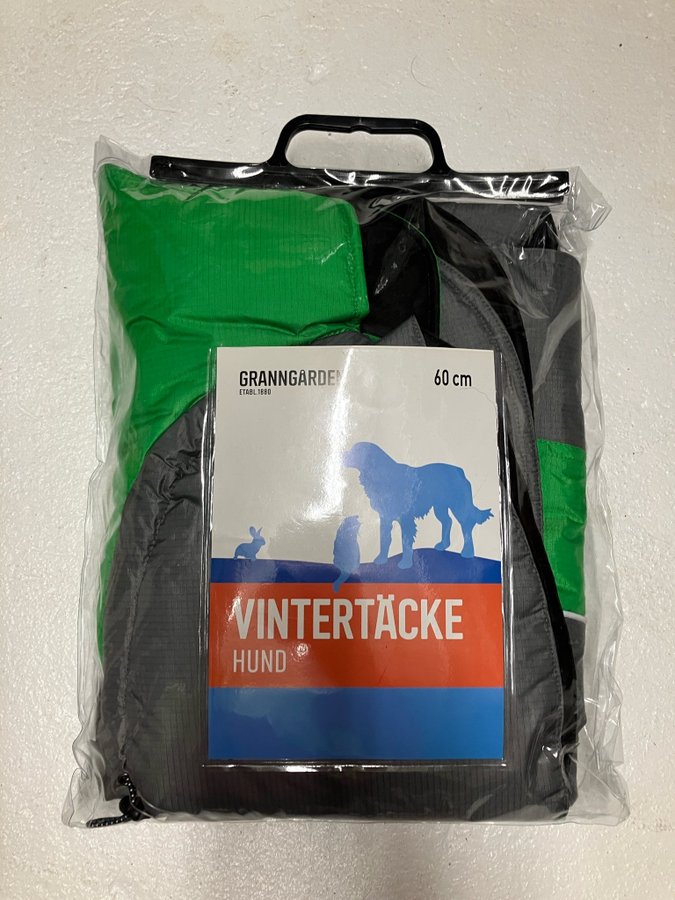 GRANNGÅRDEN
ETABL.1880
60 cm
VINTERTÄCKE
HUND